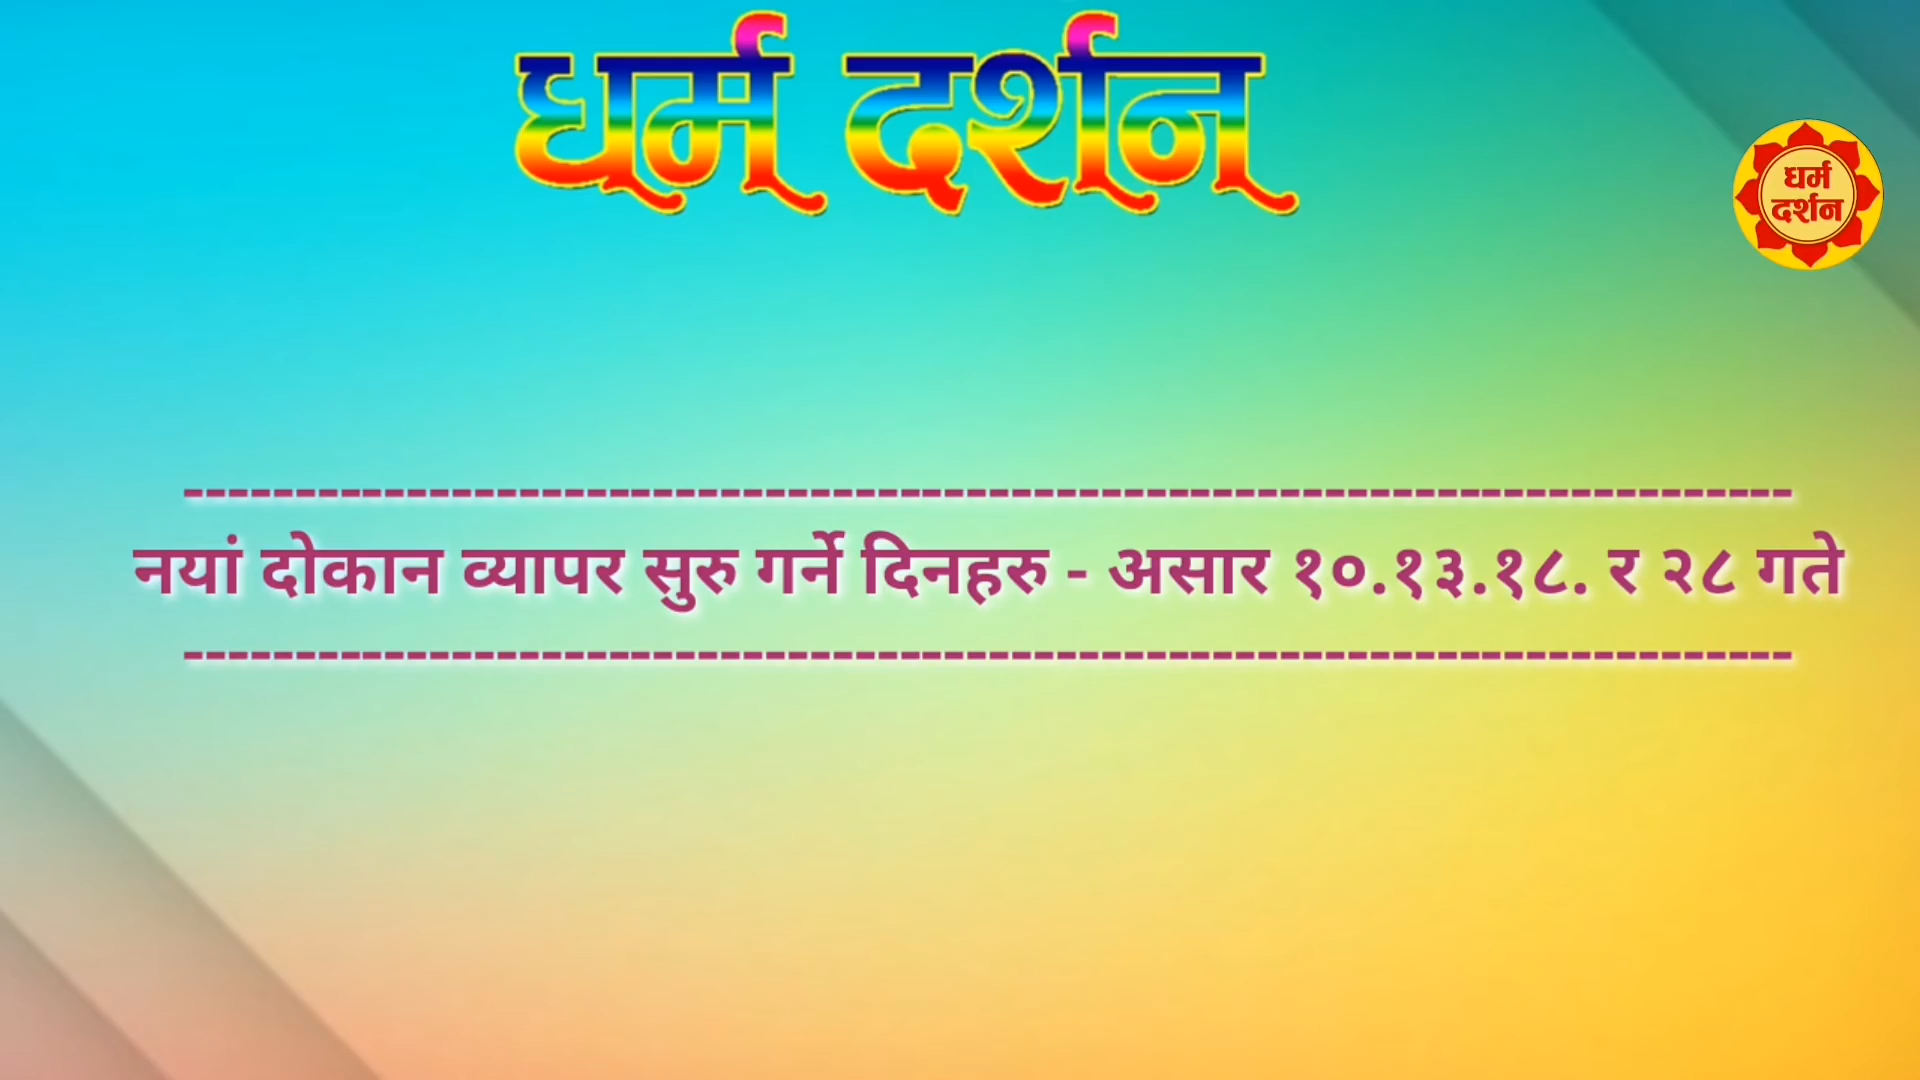 धर्म दर्शन
धर्म
दर्शन
--------------------------------------------------------------------------
नयां दोकान व्यापर सुरु गर्ने दिनहरु - असार १०.१३.१८. र २८ गते
--------------------------------------------------------------------------